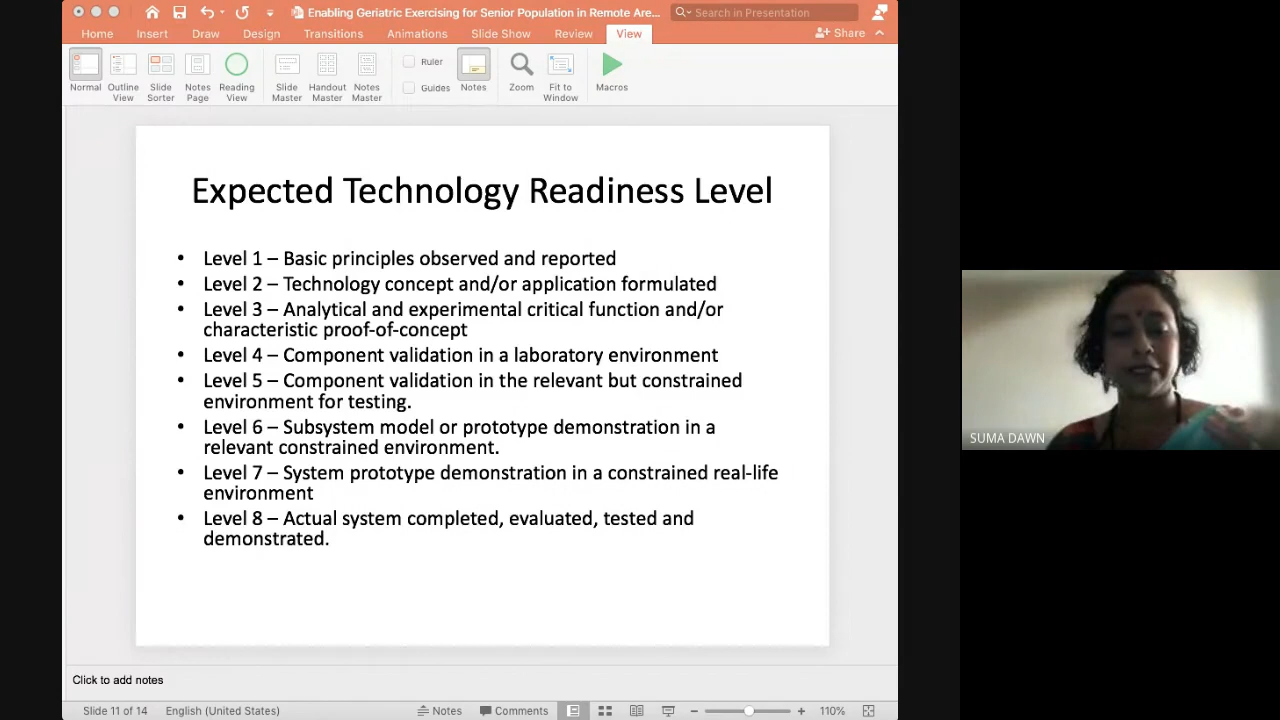 Enabling Geriatric Exercising for Senior Population in Remote Are...
Search in Presentation
Home Insert Draw Design Transitions Animations Slide Show Review View
Share
Normal
Outline View
Slide Sorter
Notes Page
Reading View
Slide Master
Handout Master
Notes Master
Ruler
Guides
Notes
Zoom
Fit to Window
Macros
Expected Technology Readiness Level
• Level 1 – Basic principles observed and reported
• Level 2 – Technology concept and/or application formulated
• Level 3 – Analytical and experimental critical function and/or
characteristic proof-of-concept
• Level 4 – Component validation in a laboratory environment
• Level 5 – Component validation in the relevant but constrained
environment for testing.
• Level 6 – Subsystem model or prototype demonstration in a
relevant constrained environment.
• Level 7 – System prototype demonstration in a constrained real-life
environment
• Level 8 – Actual system completed, evaluated, tested and
demonstrated.
SUMA DAWN
Click to add notes
Slide 11 of 14 English (United States) Notes Comments 110%